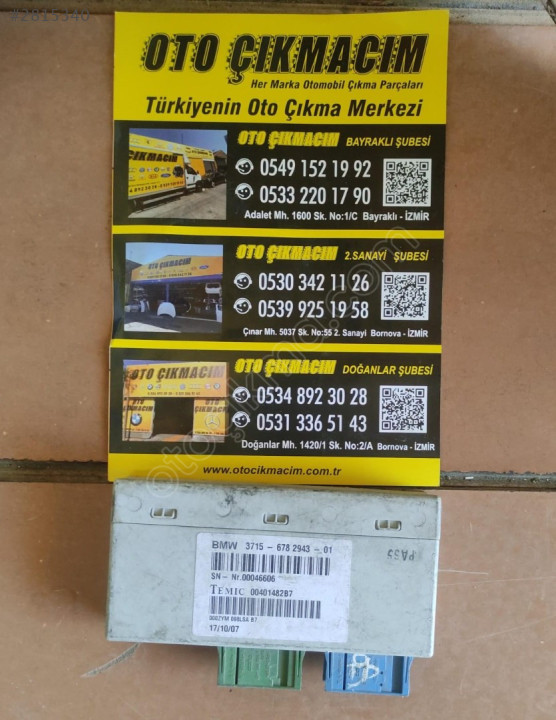 OTO ÇIKMACIM
Her Marka Otomobil Çıkma Parçaları
Türkiyenin Oto Çıkma Merkezi
OTO ÇIKMACIM BAYRAKLI ŞUBESİ
0549 152 19 92
0533 220 17 90
Adalet Mh. 1600 Sk. No:1/C Bayraklı - İZMİR
OTO ÇIKMACIM 2.SANAYİ ŞUBESİ
0530 342 11 26
0539 925 19 58
Çınar Mh. 5037 Sk. No:55 2. Sanayi Bornova - İZMİR
OTO ÇIKMACIM DOĞANLAR ŞUBESİ
0534 892 30 28
0531 336 51 43
Doğanlar Mh. 1420/1 Sk. No:2/A Bornova - İZMİR
www.otocikmacim.com.tr
BMW 3715 - 678 2943 - 01
SN - Nr.00046606
TEMIC 00401482B7
17/10/07
PA55